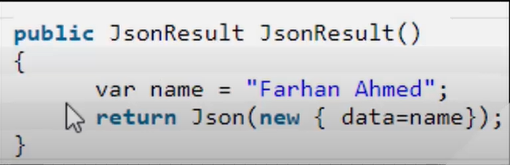 public JsonResult JsonResult()
{
var name = "Farhan Ahmed";
return Json(new { data=name});
}